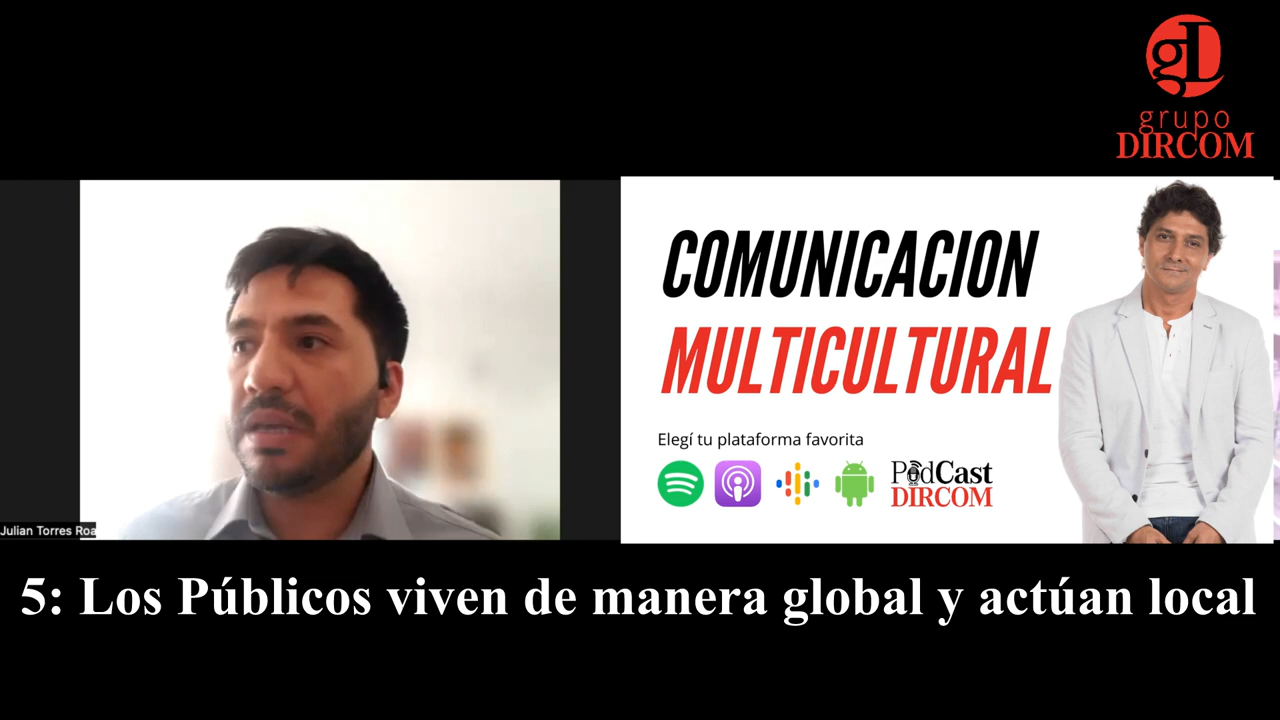 gD
grupo
DIRCOM
COMUNICACION
MULTICULTURAL
Elegí tu plataforma favorita
PodCast
DIRCOM
Julian Torres Roa
5: Los Públicos viven de manera global y actúan local